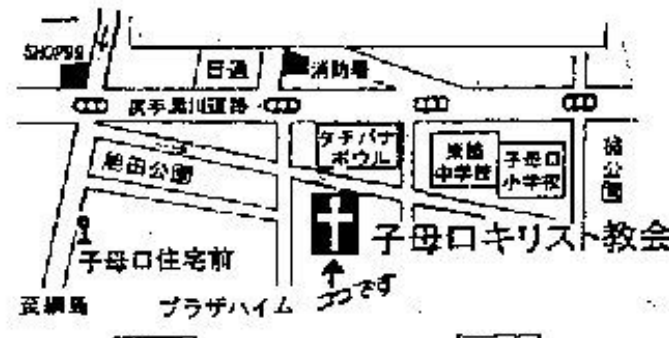 SHOP99
日通
消防署
尻手黒川道路
タチバナ
ボウル
東橘
中学校
子母口
小学校
橘公園
子母口キリスト教会
子母口住宅前
ココです
プラザハイム